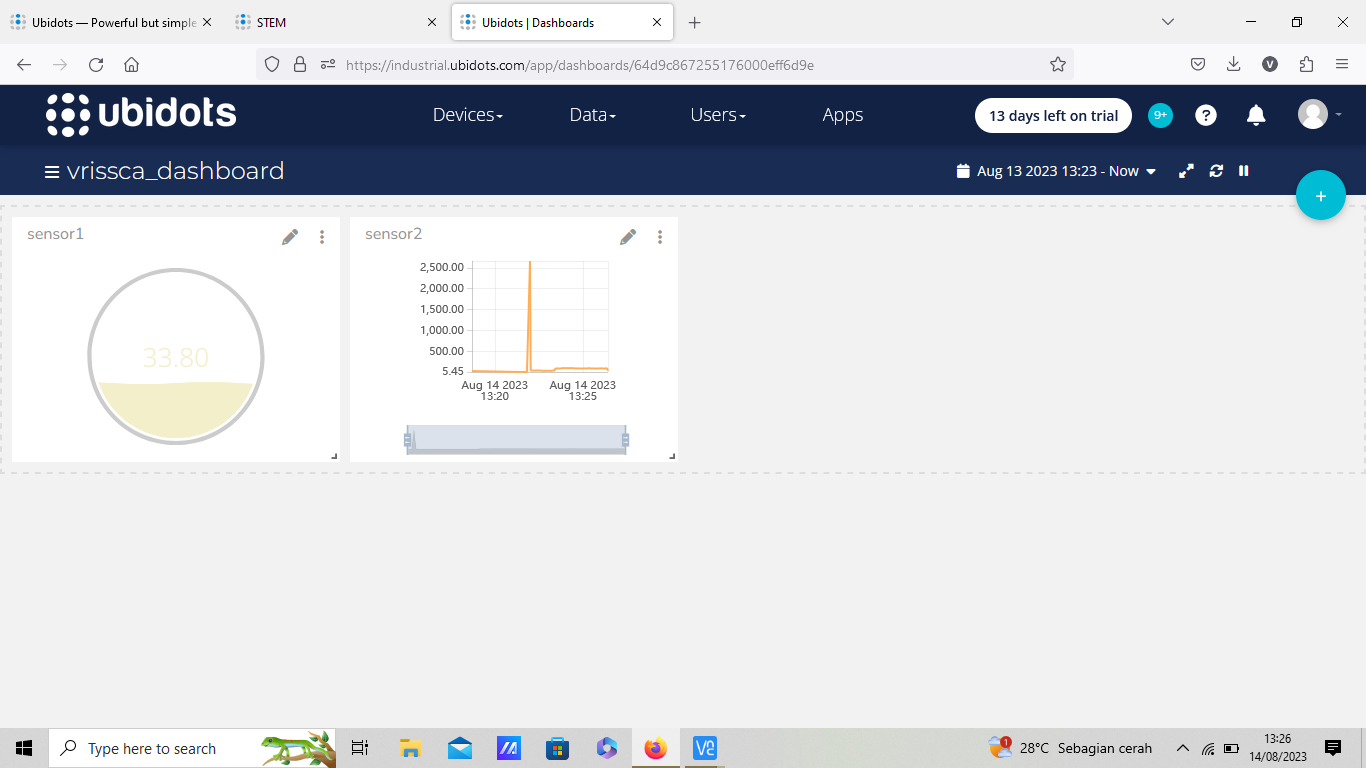 Ubidots — Powerful but simple
STEM
Ubidots | Dashboards
https://industrial.ubidots.com/app/dashboards/64d9c867255176000eff6d9e
V
ubidots
Devices
Data
Users
Apps
13 days left on trial
9+
?
vrissca_dashboard
Aug 13 2023 13:23 - Now
+
sensor1
33.80
sensor2
2,500.00
2,000.00
1,500.00
1,000.00
500.00
5.45
Aug 14 2023
13:20
Aug 14 2023
13:25
Type here to search
1
28°C Sebagian cerah
13:26
14/08/2023